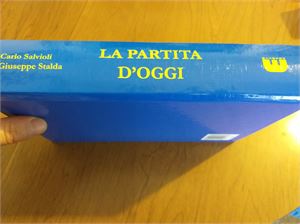 Carlo Salvioli
Giuseppe Stalda
LA PARTITA
D'OGGI